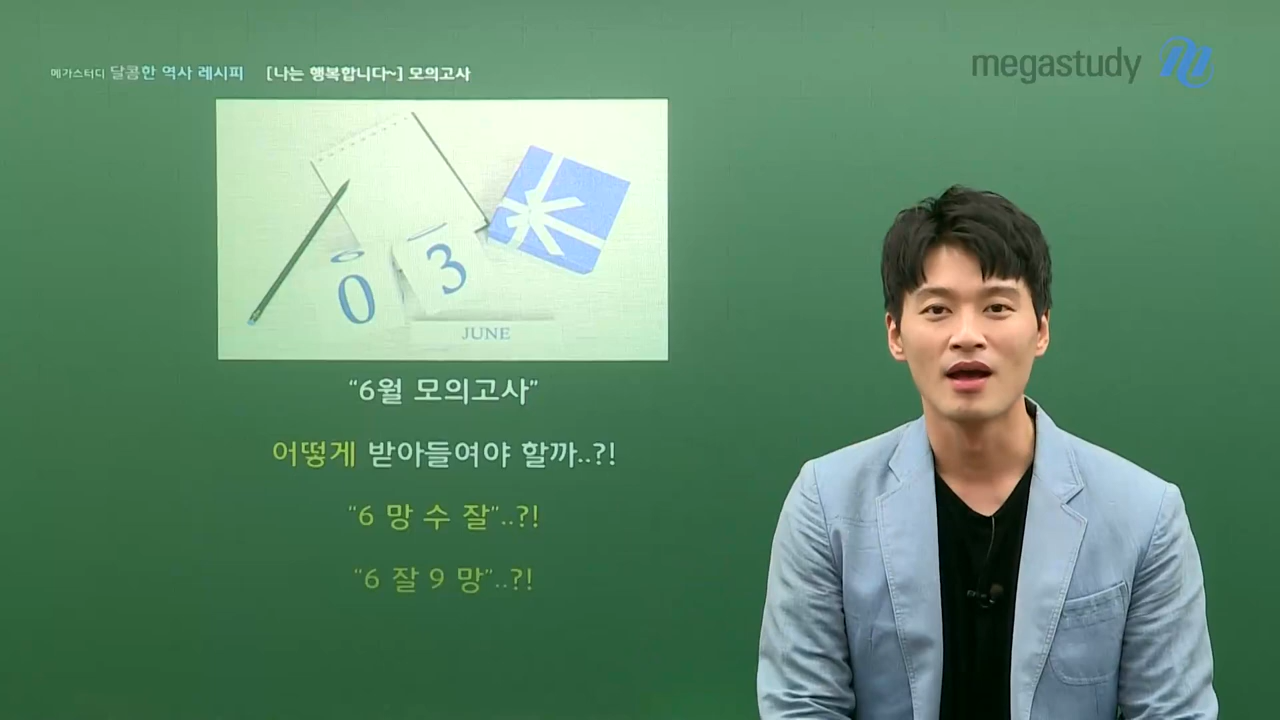 메가스터디 달콤한 역사 레시피 [나는 행복합니다~] 모의고사
megastudy
0 3
JUNE
“6월 모의고사”
어떻게 받아들여야 할까..?!
“6 망 수 잘”..?!
“6 잘 9 망”..?!